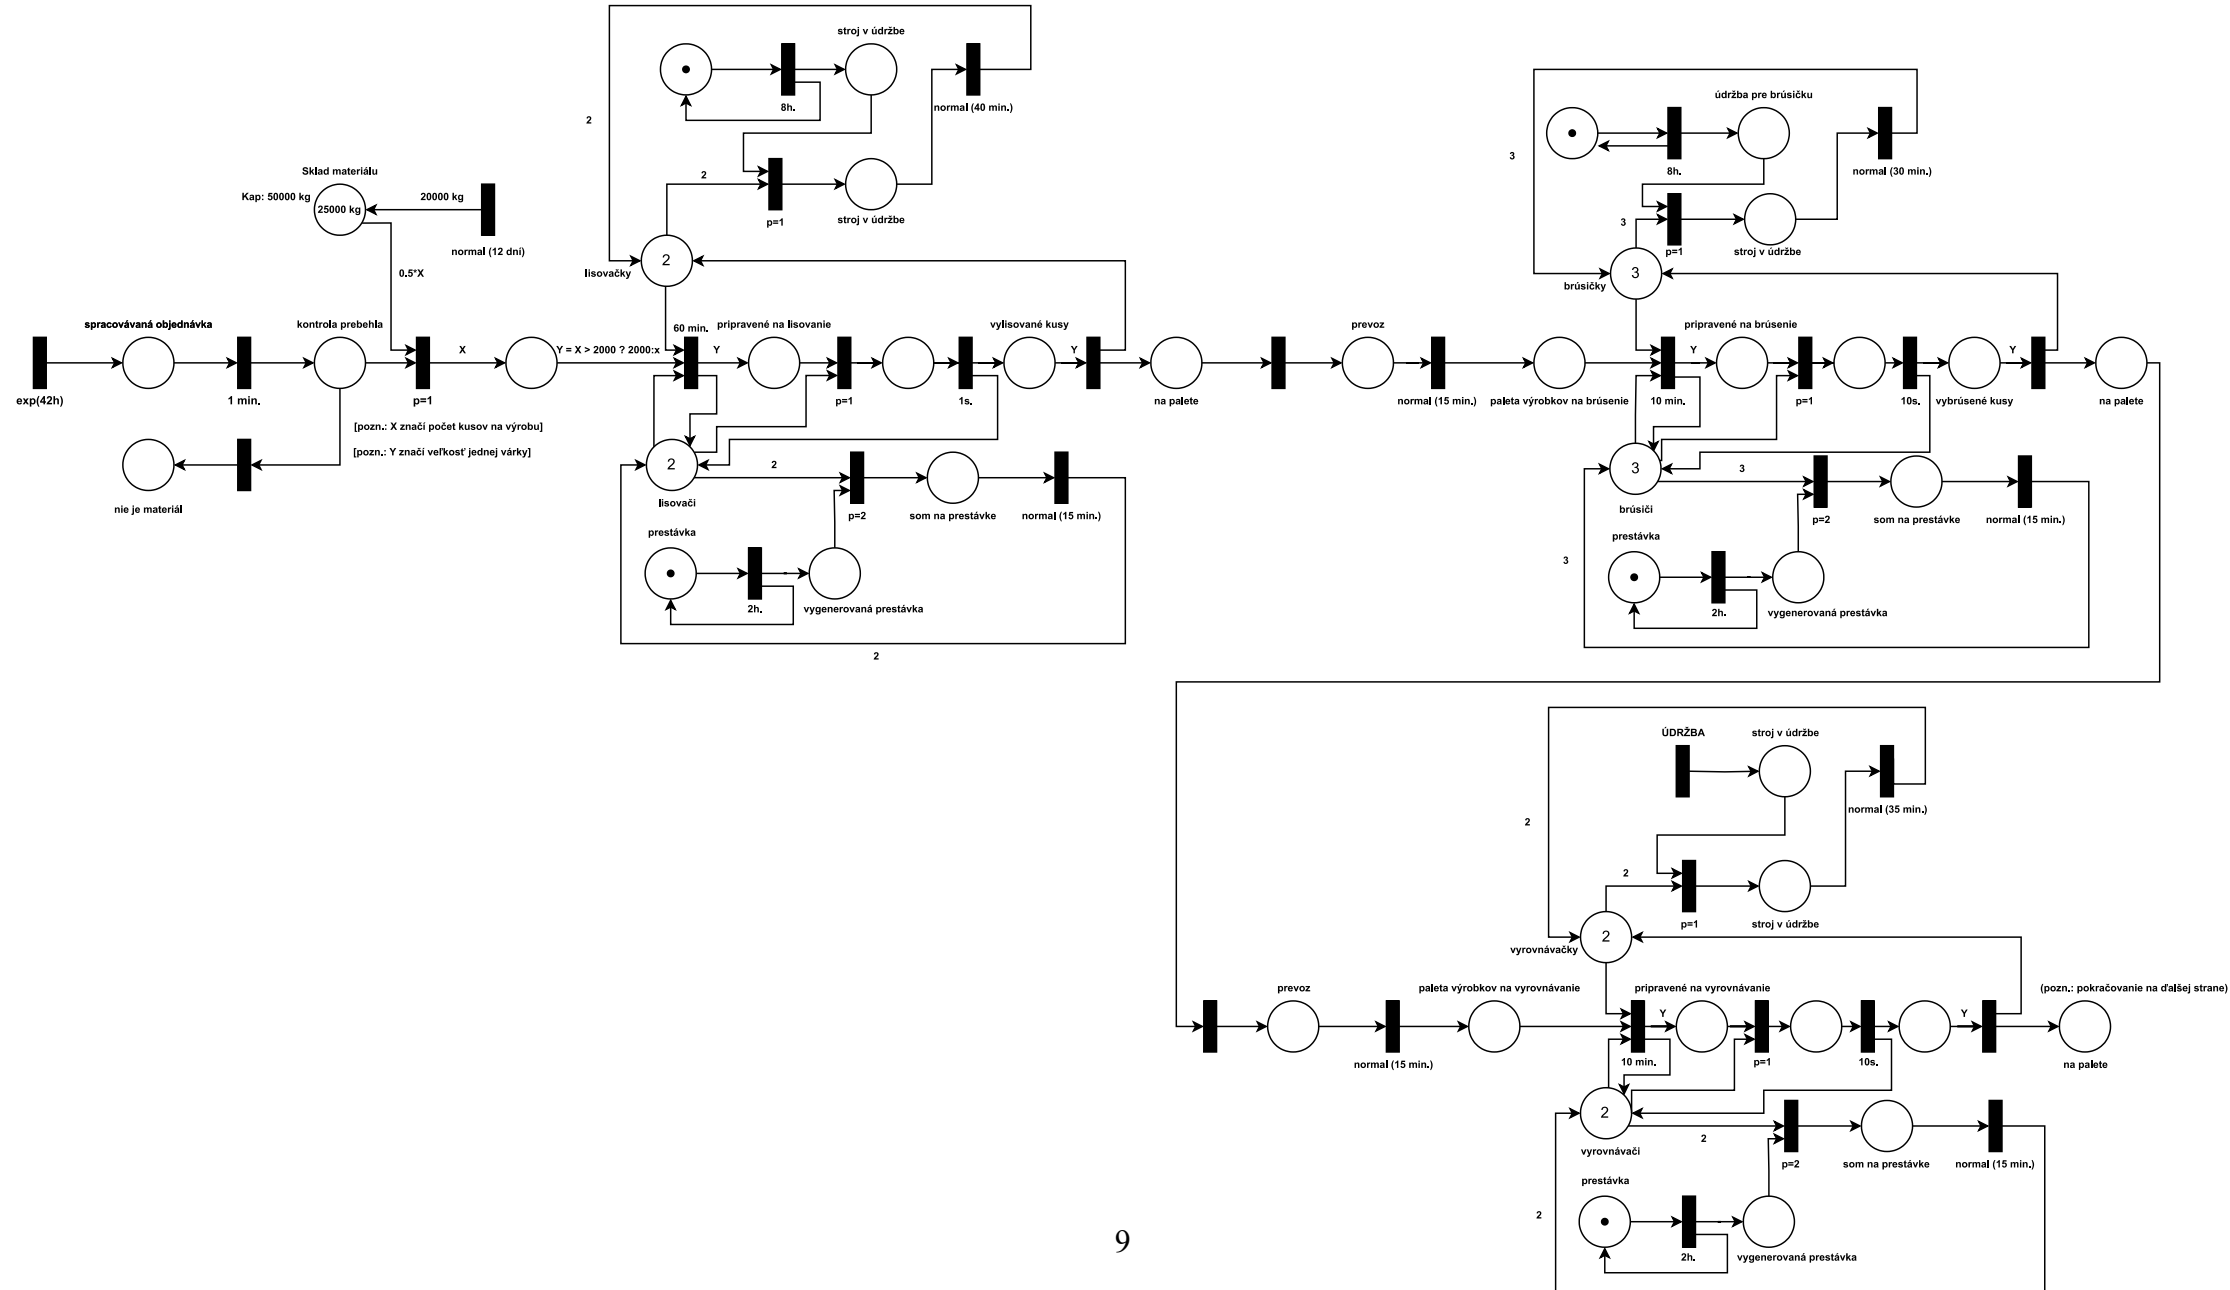 stroj v údržbe
8h.
normal (40 min.)
2
2
p=1
stroj v údržbe
2
lisovačky
Sklad materiálu
Kap: 50000 kg
25000 kg
20000 kg
normal (12 dní)
0.5*X
exp(42h)
spracovávaná objednávka
1 min.
kontrola prebehla
p=1
X
Y = X > 2000 ? 2000:x
[pozn.: X značí počet kusov na výrobu]
[pozn.: Y značí veľkosť jednej várky]
nie je materiál
60 min.
Y
pripravené na lisovanie
p=1
1s.
vylisované kusy
Y
na palete
2
lisovači
2
p=2
som na prestávke
normal (15 min.)
prestávka
2h.
-
vygenerovaná prestávka
2
prevoz
normal (15 min.)
paleta výrobkov na brúsenie
údržba pre brúsičku
8h.
normal (30 min.)
3
3
p=1
stroj v údržbe
3
brúsičky
10 min.
Y
pripravené na brúsenie
p=1
10s.
vybrúsené kusy
Y
na palete
3
brúsiči
3
p=2
som na prestávke
normal (15 min.)
prestávka
2h.
-
vygenerovaná prestávka
3
ÚDRŽBA
stroj v údržbe
normal (35 min.)
2
2
p=1
stroj v údržbe
2
vyrovnávačky
prevoz
normal (15 min.)
paleta výrobkov na vyrovnávanie
10 min.
Y
pripravené na vyrovnávanie
p=1
10s.
Y
(pozn.: pokračovanie na ďalšej strane)
na palete
2
vyrovnávači
2
p=2
som na prestávke
normal (15 min.)
prestávka
2h.
-
vygenerovaná prestávka
2
9